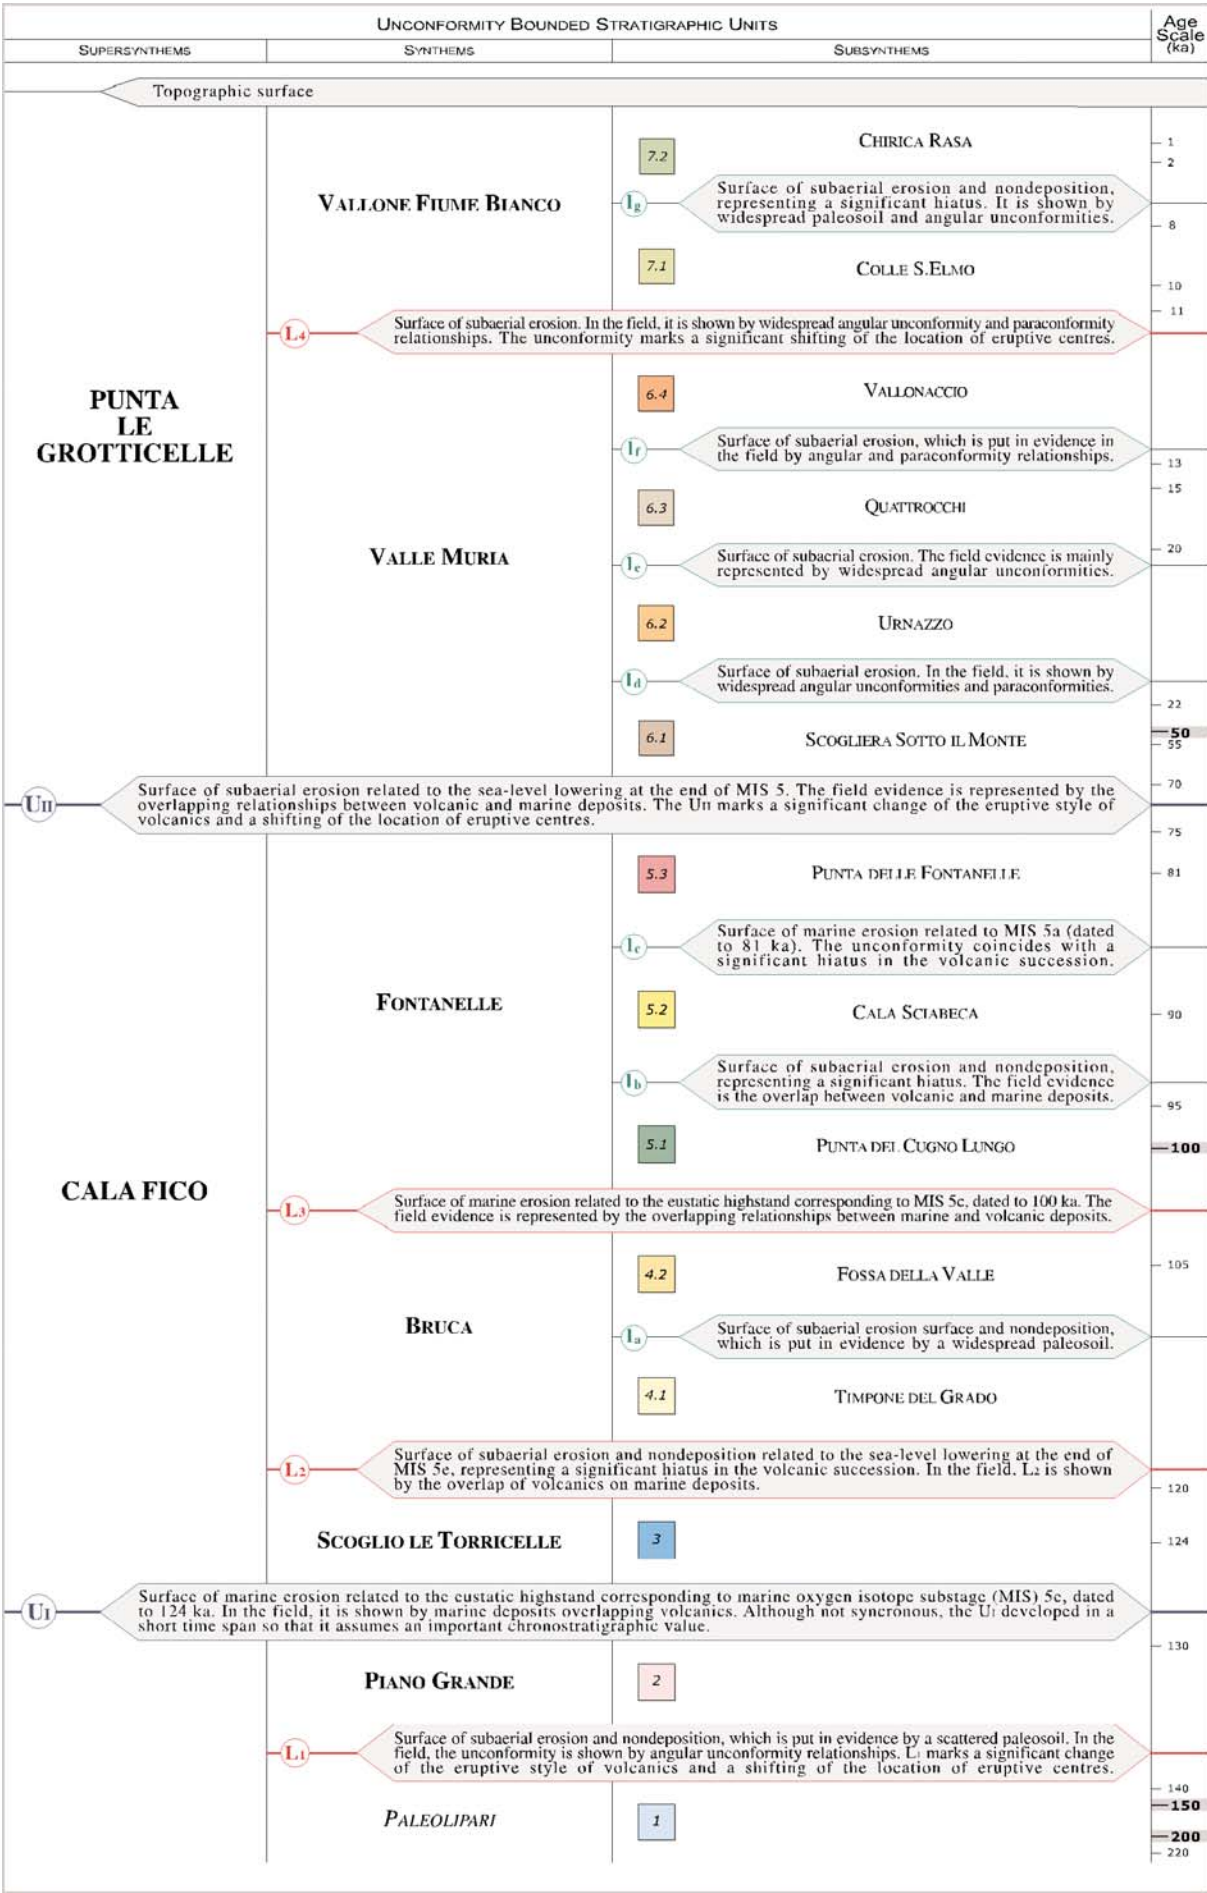 UNCONFORMITY BOUNDED STRATIGRAPHIC UNITS
Age
Scale
(ka)
SUPERSYNTHEMS
SYNTHEMS
SUBSYNTHEMS
Topographic surface
7.2
CHIRICA RASA
1
2
VALLONE FIUME BIANCO
Ig
Surface of subaerial erosion and nondeposition,
representing a significant hiatus. It is shown by
widespread paleosoil and angular unconformities.
8
7.1
COLLE S.ELMO
10
11
L4
Surface of subaerial erosion. In the field, it is shown by widespread angular unconformity and paraconformity
relationships. The unconformity marks a significant shifting of the location of eruptive centres.
PUNTA
LE
GROTTICELLE
6.4
VALLONACCIO
If
Surface of subaerial erosion, which is put in evidence in
the field by angular and paraconformity relationships.
13
15
6.3
QUATTROCCHI
20
VALLE MURIA
Ie
Surface of subaerial erosion. The field evidence is mainly
represented by widespread angular unconformities.
6.2
URNAZZO
Id
Surface of subaerial erosion. In the field, it is shown by
widespread angular unconformities and paraconformities.
22
50
55
6.1
SCOGLIERA SOTTO IL MONTE
70
UII
Surface of subaerial erosion related to the sea-level lowering at the end of MIS 5. The field evidence is represented by the
overlapping relationships between volcanic and marine deposits. The UII marks a significant change of the eruptive style of
volcanics and a shifting of the location of eruptive centres.
75
5.3
PUNTA DELLE FONTANELLE
81
Ic
Surface of marine erosion related to MIS 5a (dated
to 81 ka). The unconformity coincides with a
significant hiatus in the volcanic succession.
FONTANELLE
5.2
CALA SCIABECA
90
Ib
Surface of subaerial erosion and nondeposition,
representing a significant hiatus. The field evidence
is the overlap between volcanic and marine deposits.
95
5.1
PUNTA DEL CUGNO LUNGO
100
CALA FICO
L3
Surface of marine erosion related to the eustatic highstand corresponding to MIS 5c, dated to 100 ka. The
field evidence is represented by the overlapping relationships between marine and volcanic deposits.
105
4.2
FOSSA DELLA VALLE
BRUCA
Ia
Surface of subaerial erosion surface and nondeposition,
which is put in evidence by a widespread paleosoil.
4.1
TIMPONE DEL GRADO
L2
Surface of subaerial erosion and nondeposition related to the sea-level lowering at the end of
MIS 5e, representing a significant hiatus in the volcanic succession. In the field, L2 is shown
by the overlap of volcanics on marine deposits.
120
SCOGLIO LE TORRICELLE
3
124
UI
Surface of marine erosion related to the eustatic highstand corresponding to marine oxygen isotope substage (MIS) 5e, dated
to 124 ka. In the field, it is shown by marine deposits overlapping volcanics. Although not syncronous, the UI developed in a
short time span so that it assumes an important chronostratigraphic value.
130
PIANO GRANDE
2
L1
Surface of subaerial erosion and nondeposition, which is put in evidence by a scattered paleosoil. In the
field, the unconformity is shown by angular unconformity relationships. L1 marks a significant change
of the eruptive style of volcanics and a shifting of the location of eruptive centres.
140
150
PALEOLIPARI
1
200
220